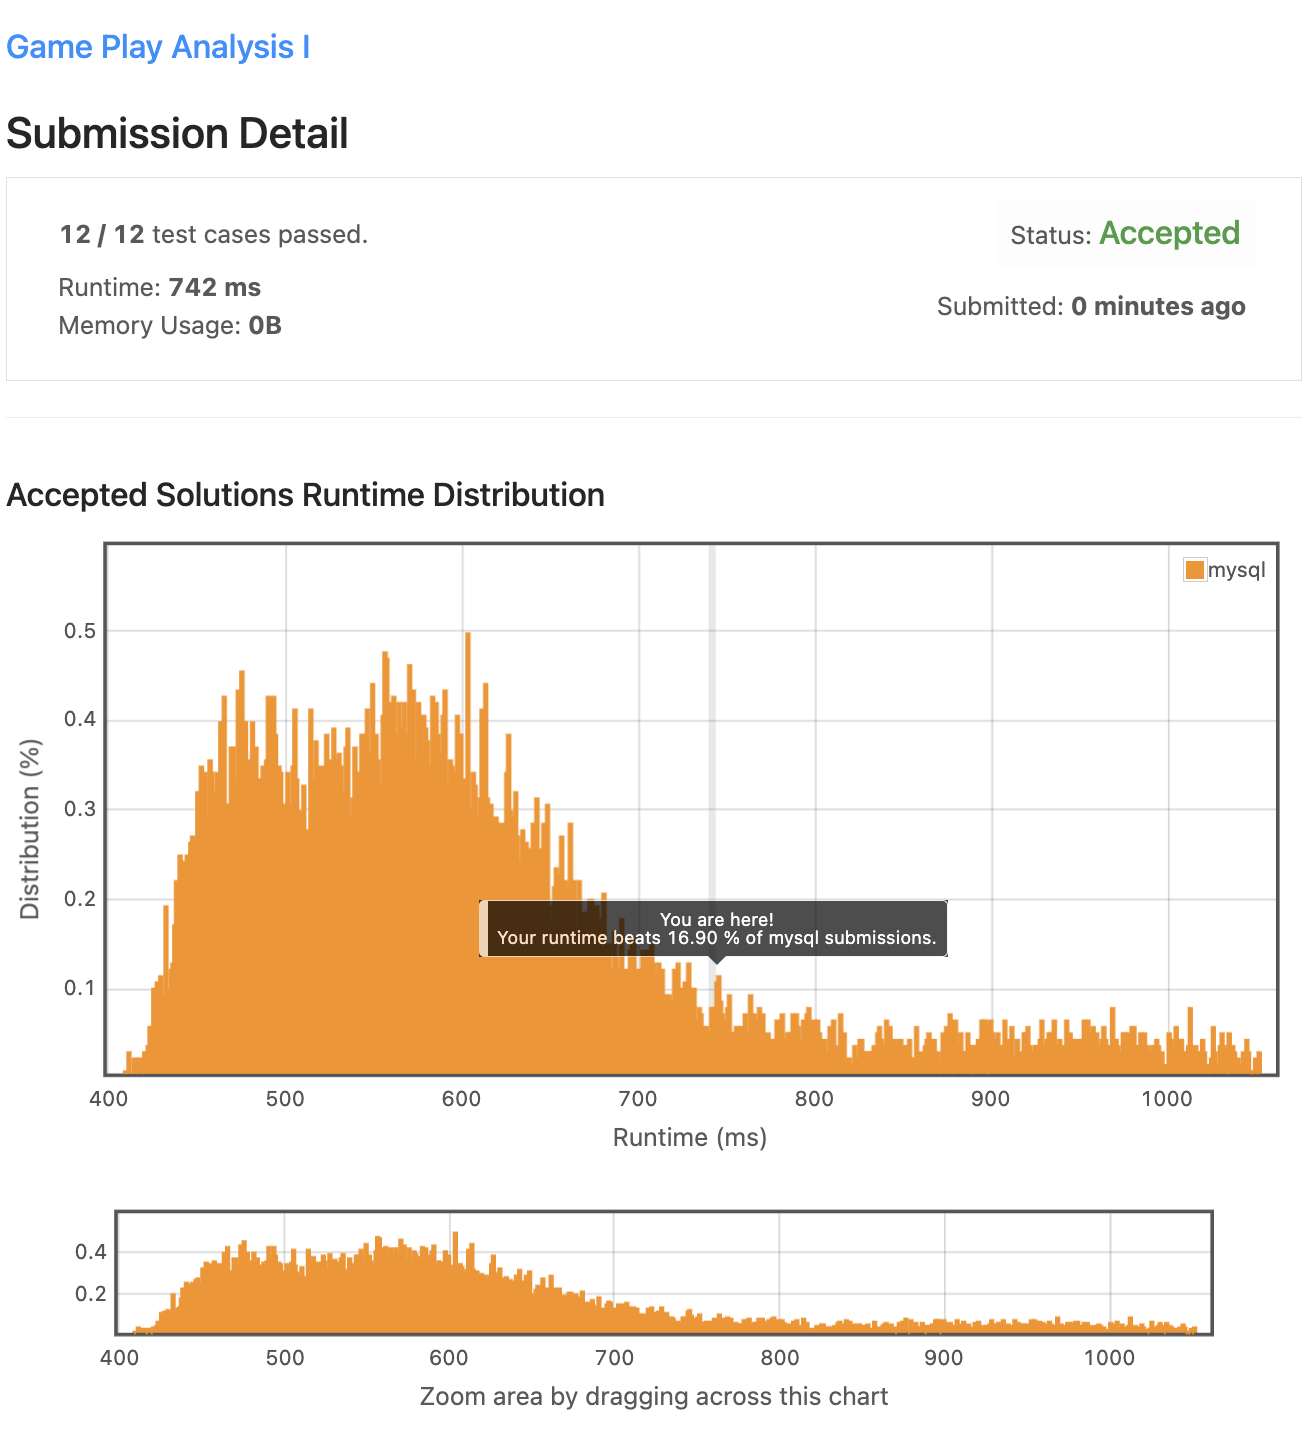 Game Play Analysis I
Submission Detail
12 / 12 test cases passed.
Status: Accepted
Runtime: 742 ms
Submitted: 0 minutes ago
Memory Usage: 0B
Accepted Solutions Runtime Distribution
mysql
0.5
0.4
0.3
0.2
0.1
Distribution (%)
You are here!
Your runtime beats 16.90 % of mysql submissions.
400 500 600 700 800 900 1000
Runtime (ms)
0.4
0.2
400 500 600 700 800 900 1000
Zoom area by dragging across this chart